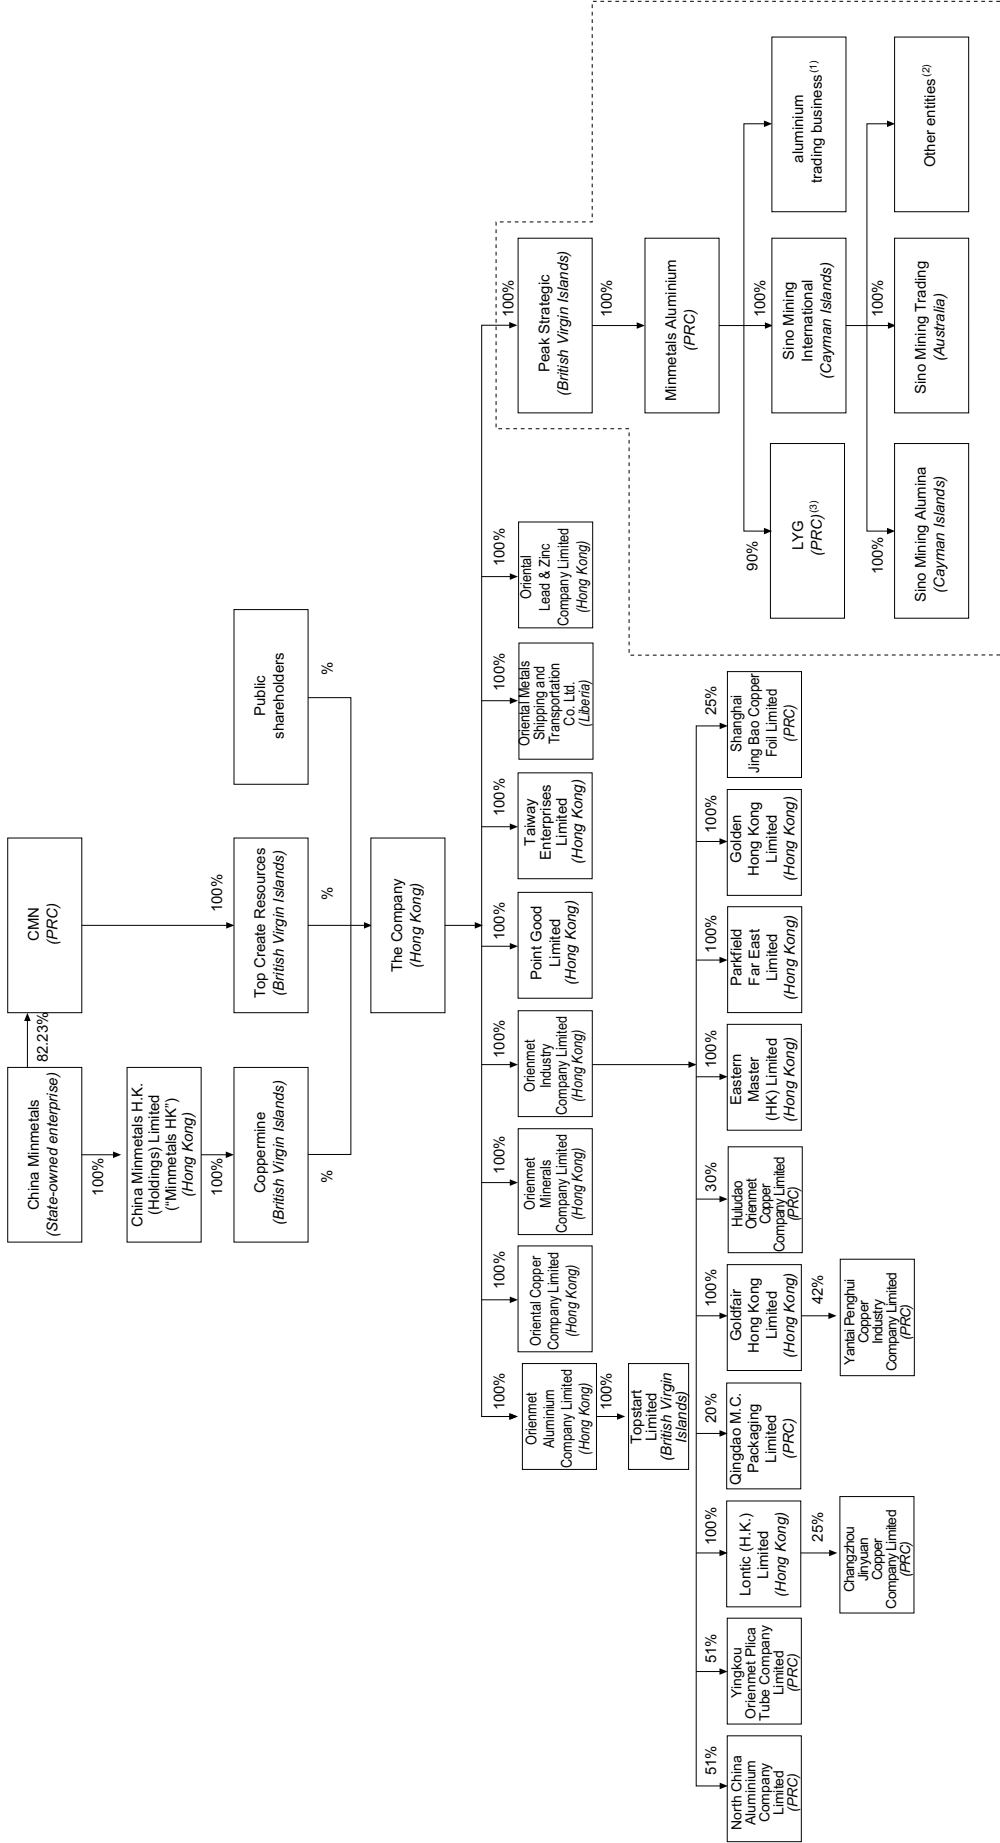 China Minmetals
(State-owned enterprise)
82.23%
CMN
(PRC)
100%
100%
China Minmetals H.K.
(Holdings) Limited
("Minmetals HK")
(Hong Kong)
100%
Coppermine
(British Virgin Islands)
Top Create Resources
(British Virgin Islands)
Public
shareholders
%
%
%
The Company
(Hong Kong)
100%
100%
100%
100%
100%
100%
100%
100%
100%
Orienmet
Aluminium
Company Limited
(Hong Kong)
Oriental Copper
Company Limited
(Hong Kong)
Orienmet
Minerals
Company Limited
(Hong Kong)
Orienmet
Industry
Company Limited
(Hong Kong)
Point Good
Limited
(Hong Kong)
Taiway
Enterprises
Limited
(Hong Kong)
Oriental Metals
Shipping and
Transportation
Co. Ltd.
(Liberia)
Oriental
Lead & Zinc
Company Limited
(Hong Kong)
Peak Strategic
(British Virgin Islands)
100%
100%
Topstart
Limited
(British Virgin
Islands)
Minmetals Aluminium
(PRC)
51%
51%
100%
20%
100%
30%
100%
100%
100%
25%
North China
Aluminium
Company
Limited
(PRC)
Yingkou
Orienmet Plica
Tube Company
Limited
(PRC)
Lontic (H.K.)
Limited
(Hong Kong)
Qingdao M.C.
Packaging
Limited
(PRC)
Goldfair
Hong Kong
Limited
(Hong Kong)
Huludao
Orienmet
Copper
Company Limited
(PRC)
Eastern
Master
(HK) Limited
(Hong Kong)
Parkfield
Far East
Limited
(Hong Kong)
Golden
Hong Kong
Limited
(Hong Kong)
Shanghai
Jing Bao Copper
Foil Limited
(PRC)
90%
100%
LYG
(PRC)(3)
Sino Mining
International
(Cayman Islands)
aluminium
trading business(1)
25%
42%
Changzhou
Jinyuan
Copper
Company Limited
(PRC)
Yantai Penghui
Copper
Industry
Company Limited
(PRC)
100%
100%
Sino Mining Alumina
(Cayman Islands)
Sino Mining Trading
(Australia)
Other entities(2)